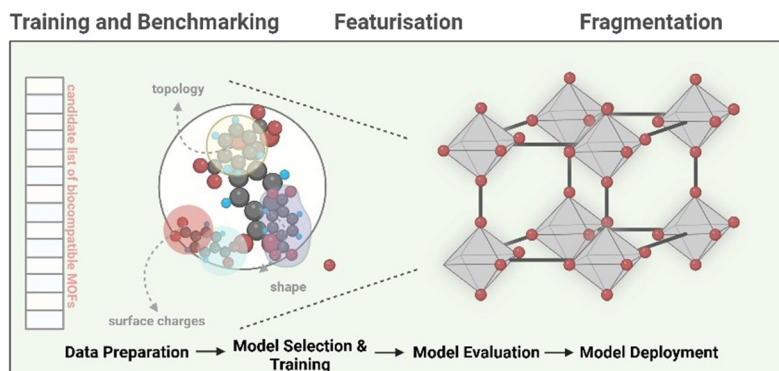 Training and Benchmarking
Featurisation
Fragmentation
candidate list of biocompatible MOFs
topology
shape
surface charges
Data Preparation
Model Selection &
Training
Model Evaluation
Model Deployment